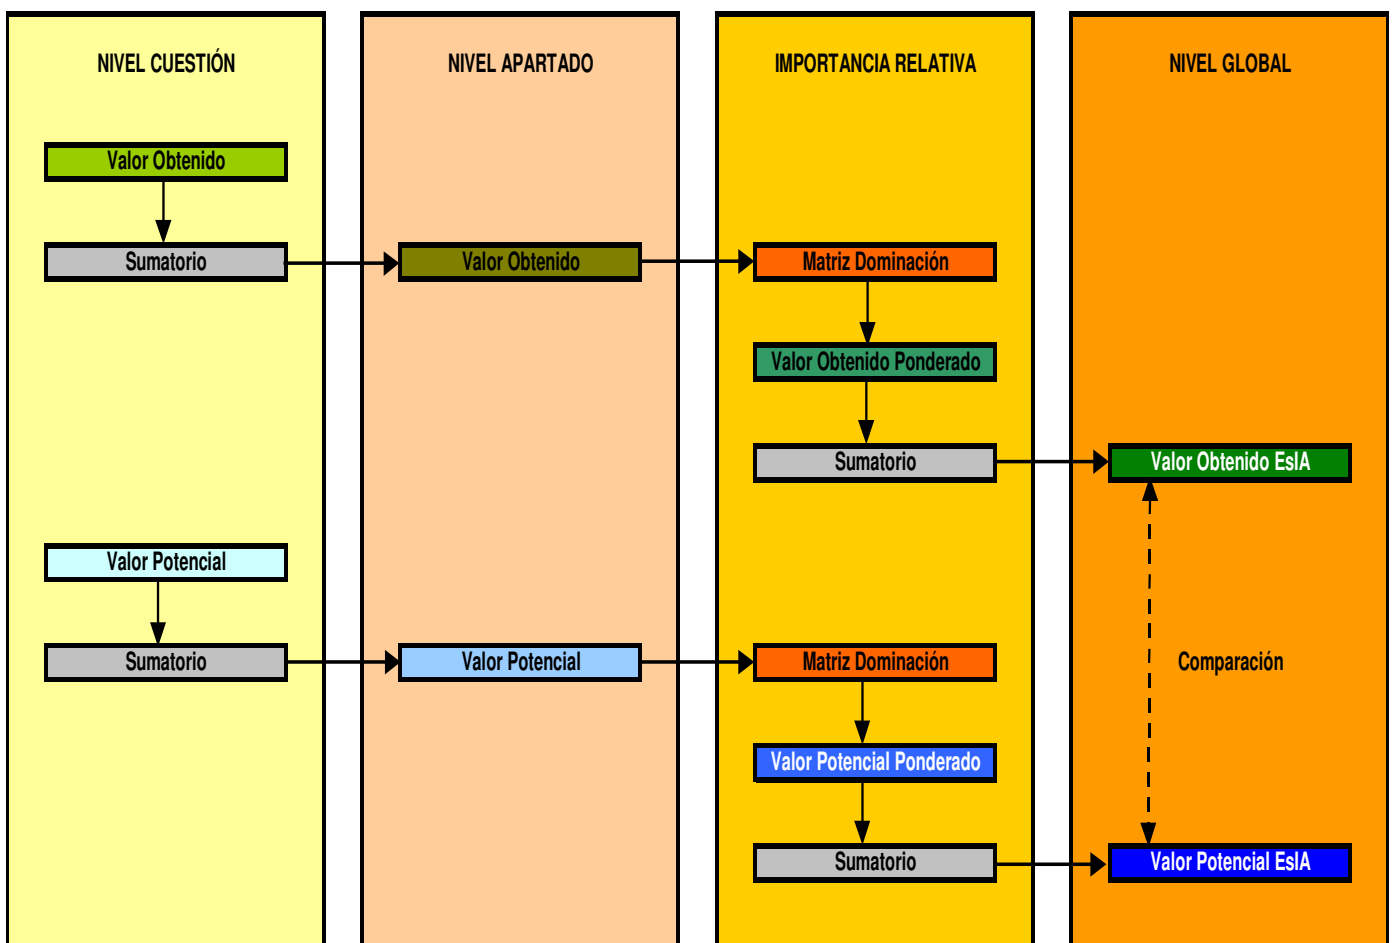 NIVEL CUESTIÓN
NIVEL APARTADO
IMPORTANCIA RELATIVA
NIVEL GLOBAL
Valor Obtenido
Sumatorio
Valor Obtenido
Matriz Dominación
Valor Obtenido Ponderado
Sumatorio
Valor Obtenido EsIA
Valor Potencial
Sumatorio
Valor Potencial
Matriz Dominación
Comparación
Valor Potencial Ponderado
Sumatorio
Valor Potencial EsIA